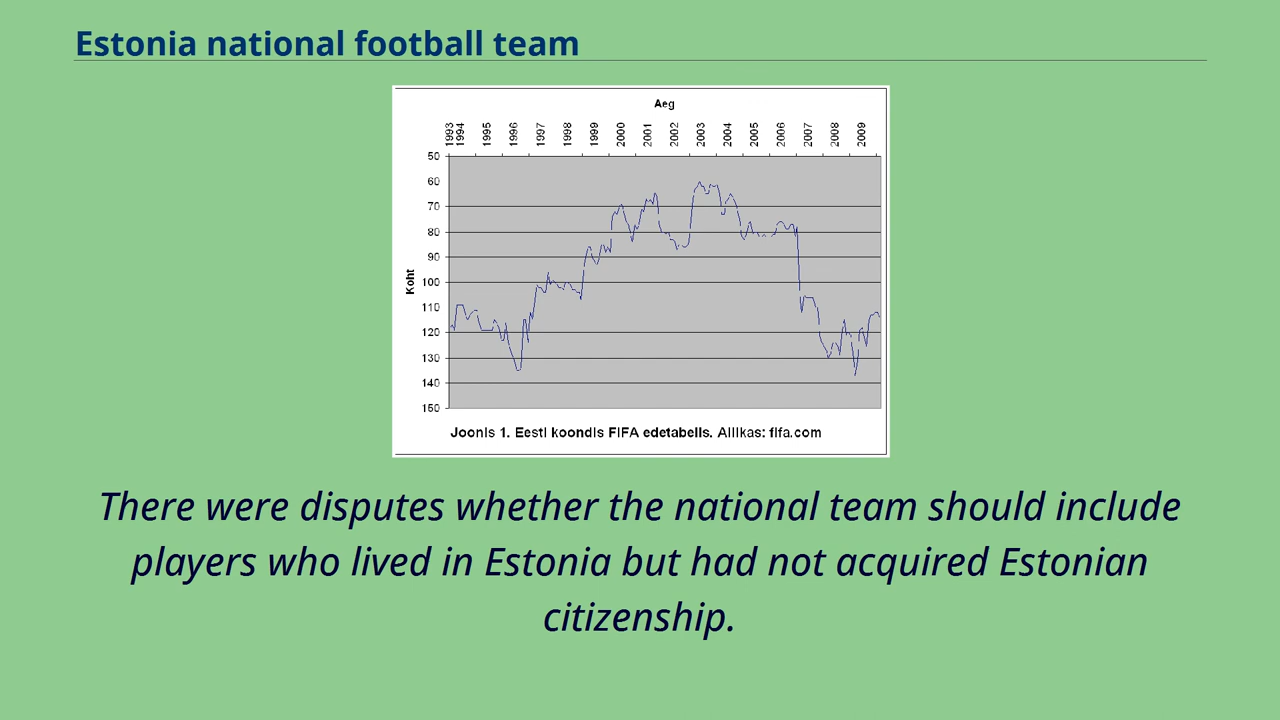 Estonia national football team
Aeg
1993 1994 1995 1996 1997 1998 1999 2000 2001 2002 2003 2004 2005 2006 2007 2008 2009
50
60
70
80
90
100
110
120
130
140
150
Koht
Joonis 1. Eesti koondis FIFA edetabelis. Allikas: fifa.com
There were disputes whether the national team should include
players who lived in Estonia but had not acquired Estonian
citizenship.